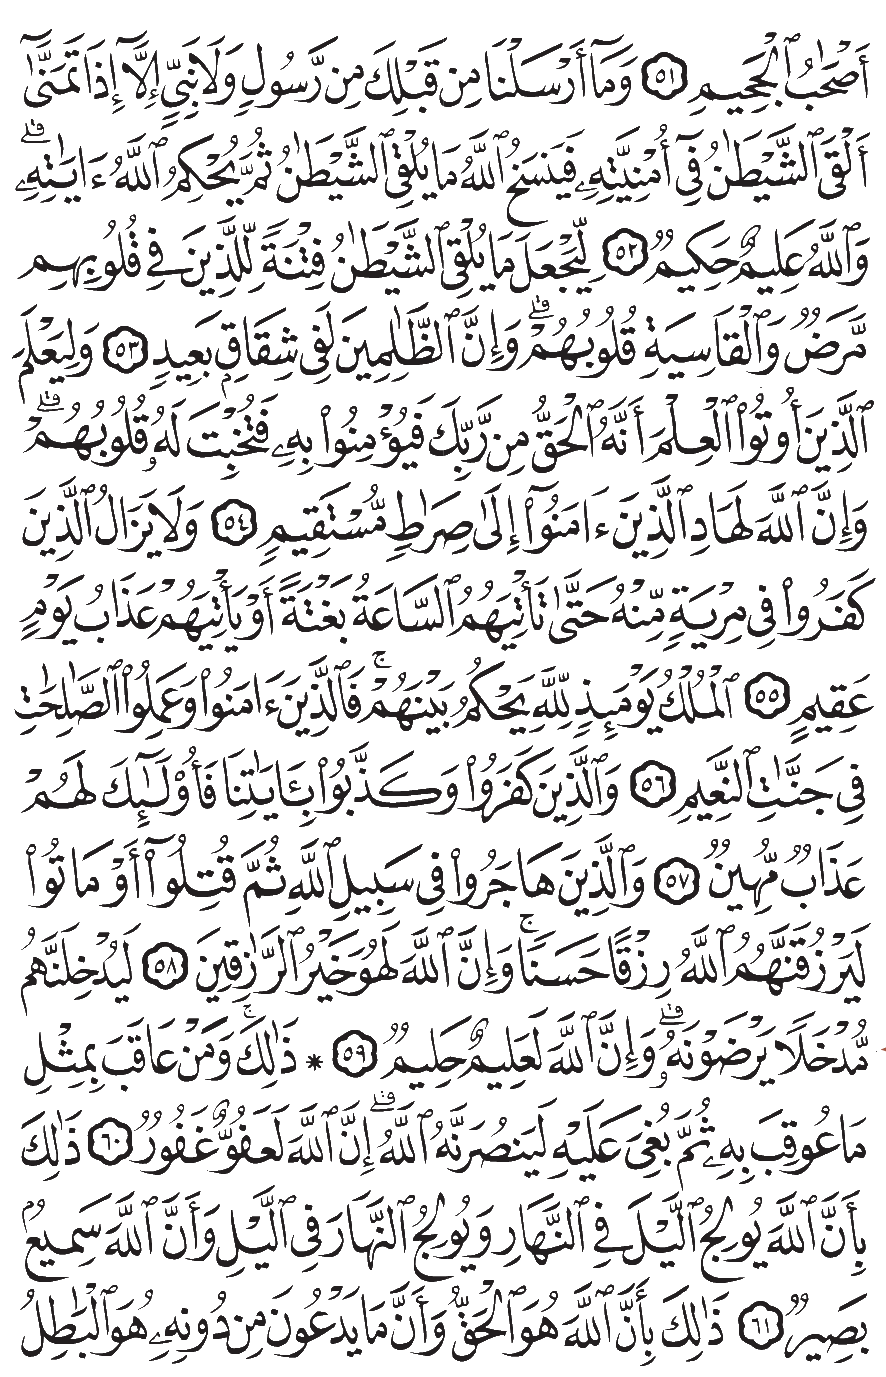 أَصْحَٰبُ ٱلْجَحِيمِ ٥١ وَمَآ أَرْسَلْنَا مِن قَبْلِكَ مِن رَّسُولٍ وَلَا نَبِيٍّ إِلَّآ إِذَا تَمَنَّىٰٓ
أَلْقَى ٱلشَّيْطَٰنُ فِىٓ أُمْنِيَّتِهِۦ فَيَنسَخُ ٱللَّهُ مَا يُلْقِى ٱلشَّيْطَٰنُ ثُمَّ يُحْكِمُ ٱللَّهُ ءَايَٰتِهِۦۗ
وَٱللَّهُ عَلِيمٌ حَكِيمٌ ٥٢ لِّيَجْعَلَ مَا يُلْقِى ٱلشَّيْطَٰنُ فِتْنَةً لِّلَّذِينَ فِى قُلُوبِهِم
مَّرَضٌ وَٱلْقَاسِيَةِ قُلُوبُهُمْۗ وَإِنَّ ٱلظَّٰلِمِينَ لَفِى شِقَاقٍۭ بَعِيدٍ ٥٣ وَلِيَعْلَمَ
ٱلَّذِينَ أُوتُوا۟ ٱلْعِلْمَ أَنَّهُ ٱلْحَقُّ مِن رَّبِّكَ فَيُؤْمِنُوا۟ بِهِۦ فَتُخْبِتَ لَهُۥ قُلُوبُهُمْۗ
وَإِنَّ ٱللَّهَ لَهَادِ ٱلَّذِينَ ءَامَنُوٓا۟ إِلَىٰ صِرَٰطٍ مُّسْتَقِيمٍ ٥٤ وَلَا يَزَالُ ٱلَّذِينَ
كَفَرُوا۟ فِى مِرْيَةٍ مِّنْهُ حَتَّىٰ تَأْتِيَهُمُ ٱلسَّاعَةُ بَغْتَةً أَوْ يَأْتِيَهُمْ عَذَابُ يَوْمٍ
عَقِيمٍ ٥٥ ٱلْمُلْكُ يَوْمَئِذٍ لِّلَّهِ يَحْكُمُ بَيْنَهُمْۚ فَٱلَّذِينَ ءَامَنُوا۟ وَعَمِلُوا۟ ٱلصَّٰلِحَٰتِ
فِى جَنَّٰتِ ٱلنَّعِيمِ ٥٦ وَٱلَّذِينَ كَفَرُوا۟ وَكَذَّبُوا۟ بِـَٔايَٰتِنَا فَأُو۟لَٰٓئِكَ لَهُمْ
عَذَابٌ مُّهِينٌ ٥٧ وَٱلَّذِينَ هَاجَرُوا۟ فِى سَبِيلِ ٱللَّهِ ثُمَّ قُتِلُوٓا۟ أَوْ مَاتُوا۟
لَيَرْزُقَنَّهُمُ ٱللَّهُ رِزْقًا حَسَنًاۚ وَإِنَّ ٱللَّهَ لَهُوَ خَيْرُ ٱلرَّٰزِقِينَ ٥٨ لَيُدْخِلَنَّهُم
مُّدْخَلًا يَرْضَوْنَهُۥۗ وَإِنَّ ٱللَّهَ لَعَلِيمٌ حَلِيمٌ ٥٩ * ذَٰلِكَۚ وَمَنْ عَاقَبَ بِمِثْلِ
مَا عُوقِبَ بِهِۦ ثُمَّ بُغِىَ عَلَيْهِ لَيَنصُرَنَّهُ ٱللَّهُۗ إِنَّ ٱللَّهَ لَعَفُوٌّ غَفُورٌ ٦٠ ذَٰلِكَ
بِأَنَّ ٱللَّهَ يُولِجُ ٱلَّيْلَ فِى ٱلنَّهَارِ وَيُولِجُ ٱلنَّهَارَ فِى ٱلَّيْلِ وَأَنَّ ٱللَّهَ سَمِيعٌۢ
بَصِيرٌ ٦١ ذَٰلِكَ بِأَنَّ ٱللَّهَ هُوَ ٱلْحَقُّ وَأَنَّ مَا يَدْعُونَ مِن دُونِهِۦ هُوَ ٱلْبَٰطِلُ